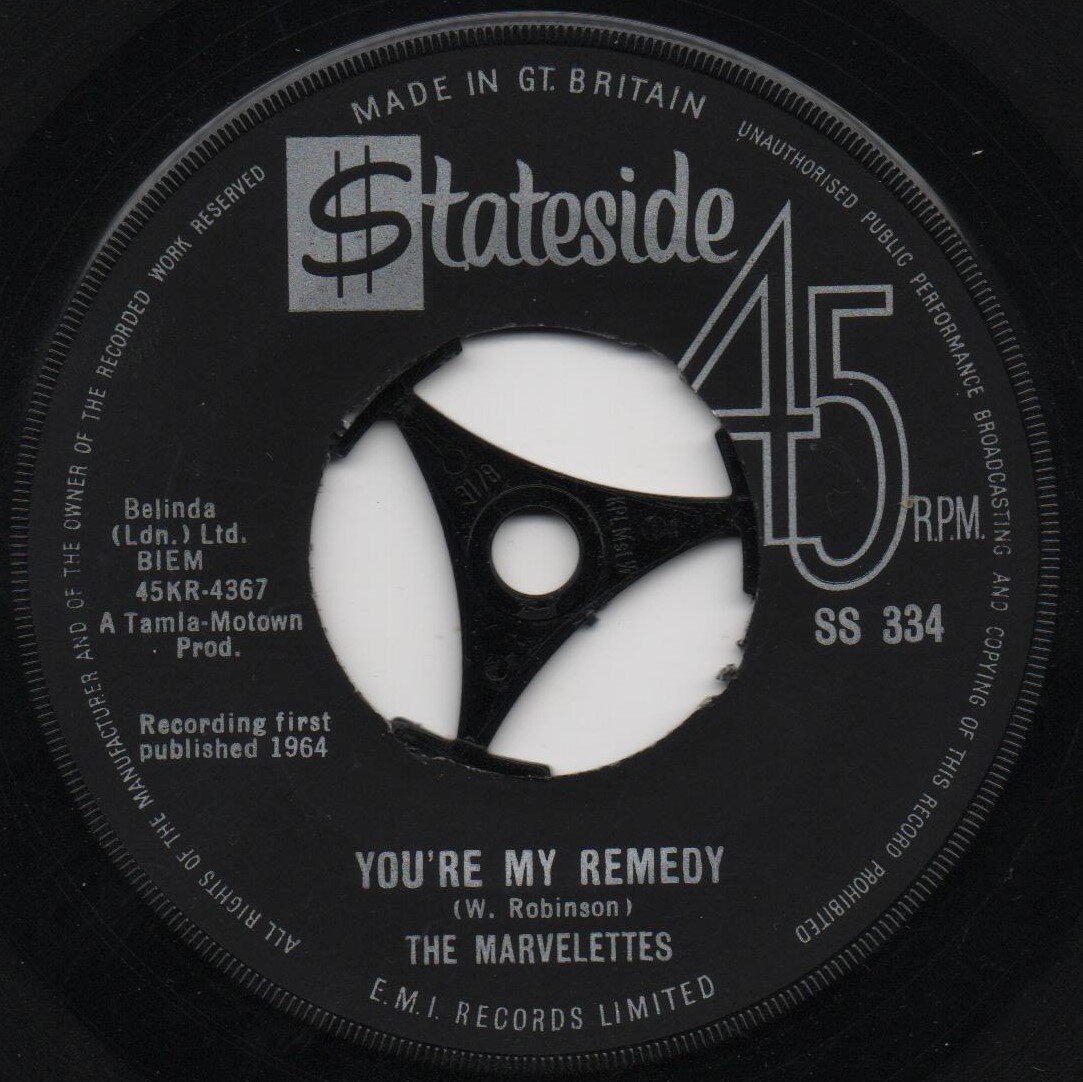 MADE IN GT. BRITAIN
$tateside
45
R.P.M.
SS 334
Belinda
(Ldn.) Ltd.
BIEM
45KR-4367
A Tamla-Motown
Prod.
Recording first
published 1964
YOU'RE MY REMEDY
(W. Robinson)
THE MARVELETTES
E.M.I. RECORDS LIMITED
ALL RIGHTS OF THE MANUFACTURER AND OF THE OWNER OF THE RECORDED WORK RESERVED
UNAUTHORISED PUBLIC PERFORMANCE BROADCASTING AND COPYING OF THIS RECORD PROHIBITED